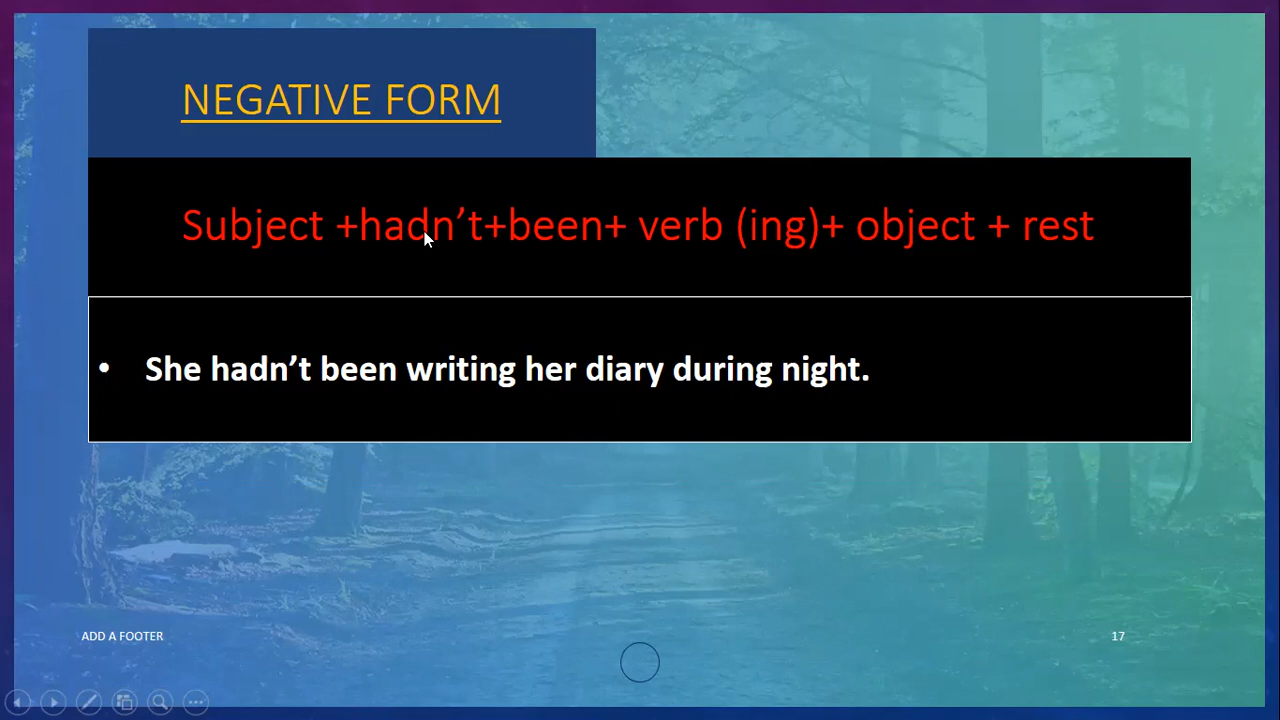 NEGATIVE FORM
Subject +hadn’t+been+ verb (ing)+ object + rest
• She hadn’t been writing her diary during night.
ADD A FOOTER
17